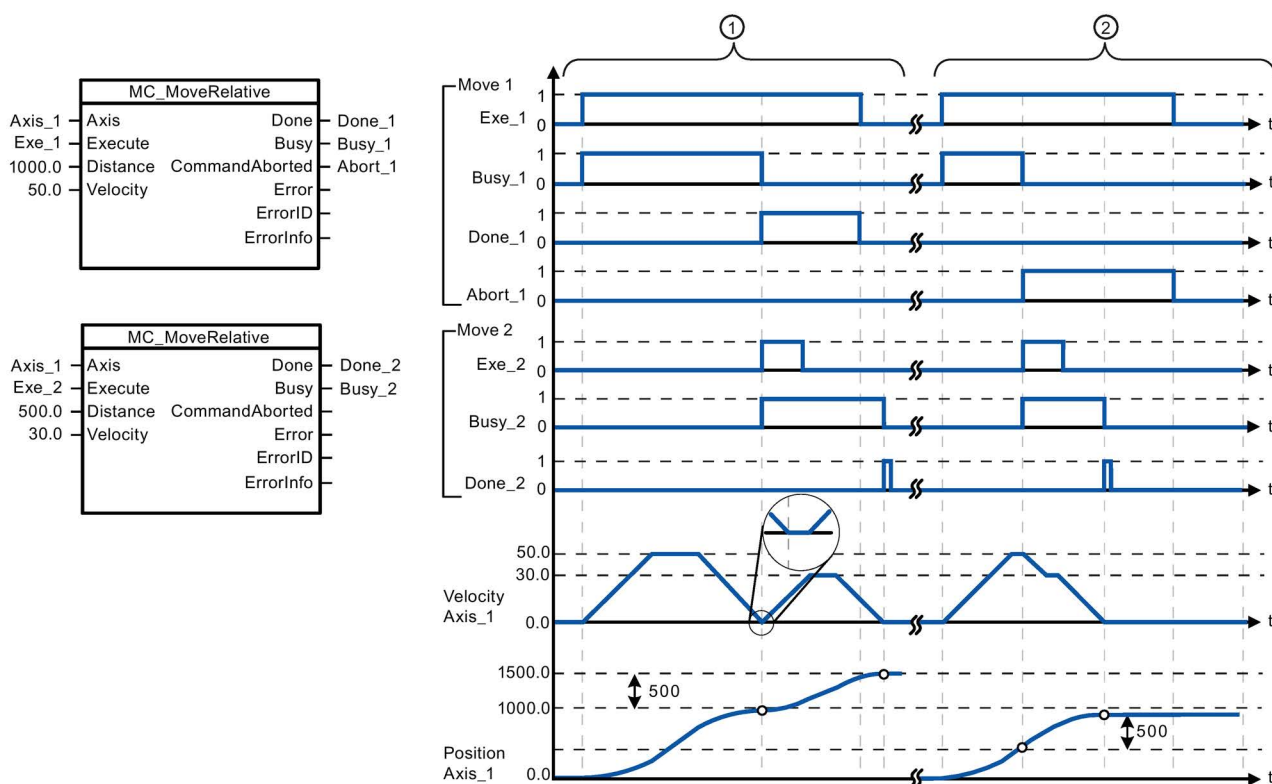 ① ②
MC_MoveRelative
Axis_1 Axis Done Done_1
Exe_1 Execute Busy Busy_1
1000.0 Distance CommandAborted Abort_1
50.0 Velocity Error
ErrorID
ErrorInfo
MC_MoveRelative
Axis_1 Axis Done Done_2
Exe_2 Execute Busy Busy_2
500.0 Distance CommandAborted
30.0 Velocity Error
ErrorID
ErrorInfo
Move 1
1
Exe_1 0 t
1
Busy_1 0 t
1
Done_1 0 t
1
Abort_1 0 t
Move 2
1
Exe_2 0 t
1
Busy_2 0 t
1
Done_2 0 t
50.0
30.0
Velocity
Axis_1
0.0 t
1500.0
500
1000.0
500
Position
Axis_1
0.0 t